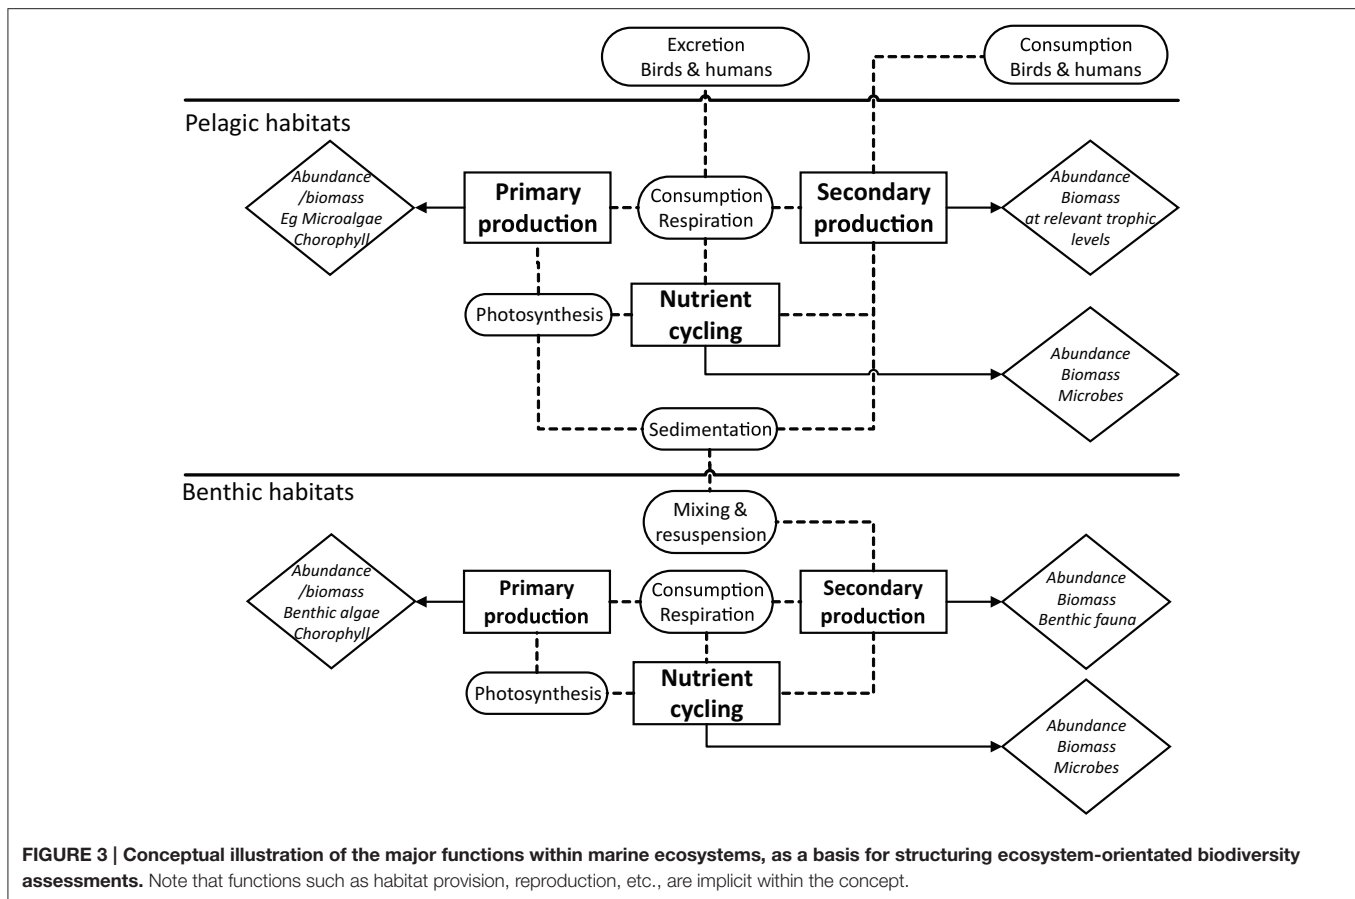 Excretion
Birds & humans
Consumption
Birds & humans
Pelagic habitats
Abundance
/biomass
Eg Microalgae
Chorophyll
Primary
production
Consumption
Respiration
Secondary
production
Abundance
Biomass
at relevant trophic
levels
Photosynthesis
Nutrient
cycling
Abundance
Biomass
Microbes
Sedimentation
Benthic habitats
Mixing &
resuspension
Abundance
/biomass
Benthic algae
Chorophyll
Primary
production
Consumption
Respiration
Secondary
production
Abundance
Biomass
Benthic fauna
Photosynthesis
Nutrient
cycling
Abundance
Biomass
Microbes
FIGURE 3 | Conceptual illustration of the major functions within marine ecosystems, as a basis for structuring ecosystem-orientated biodiversity
assessments. Note that functions such as habitat provision, reproduction, etc., are implicit within the concept.